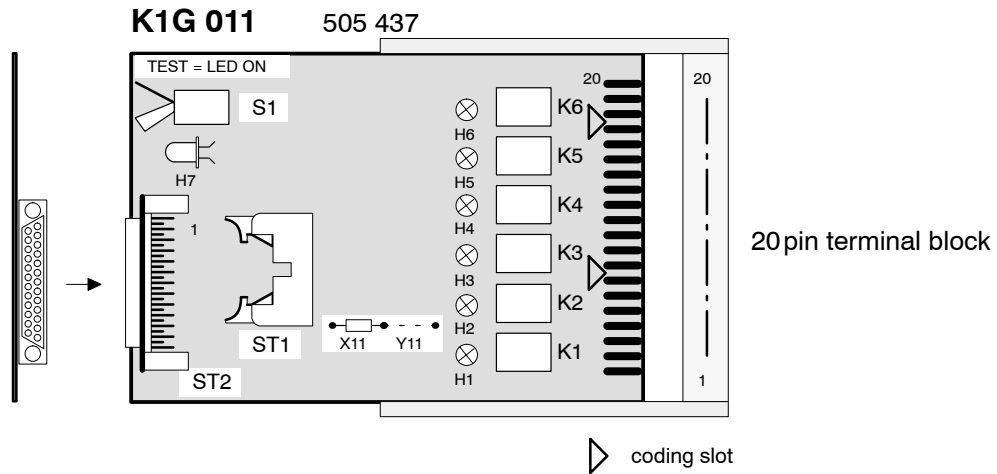 K1G 011 505 437
TEST = LED ON
20
20
S1
K6
H6
K5
H7
H5
K4
1
H4
K3
20 pin terminal block
H3
K2
H2
X11 Y11
ST1
K1
H1
1
ST2
coding slot